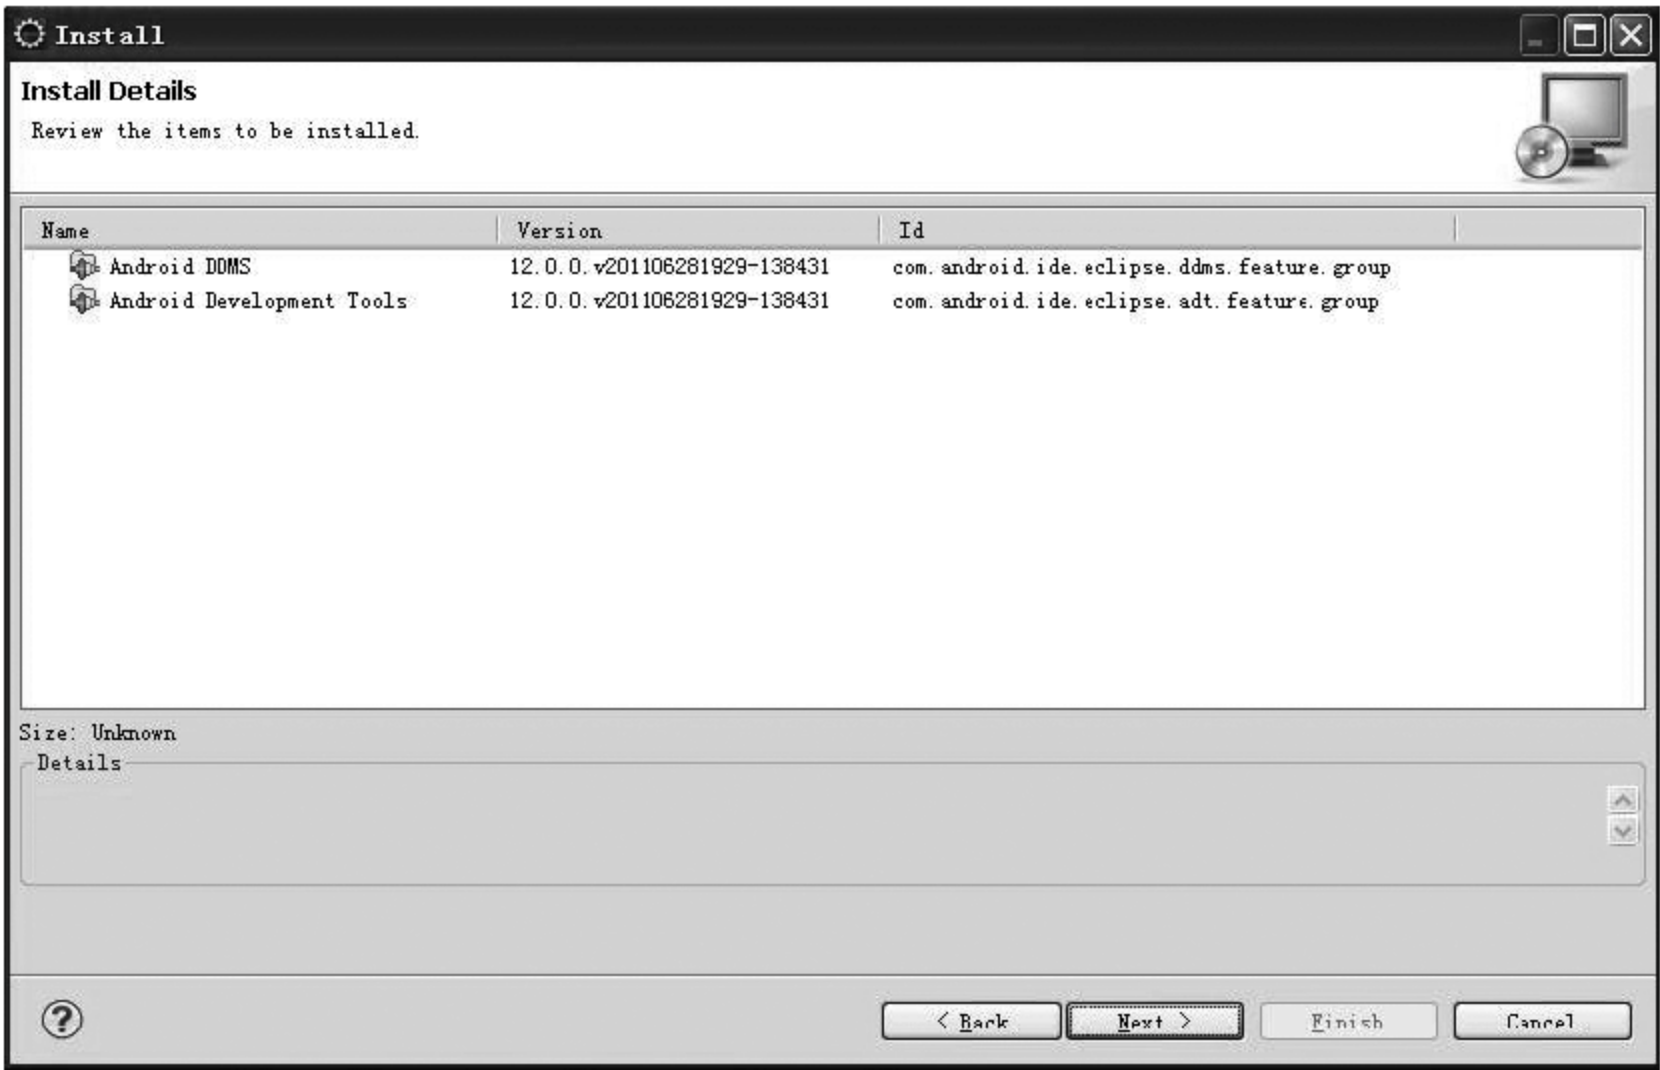 Install
Install Details
Review the items to be installed.
Name Version Id
Android DDMS 12.0.0.v201106281929-138431 com.android.ide.eclipse.ddms.feature.group
Android Development Tools 12.0.0.v201106281929-138431 com.android.ide.eclipse.adt.feature.group
Size: Unknown
Details
?
< Back Next > Finish Cancel